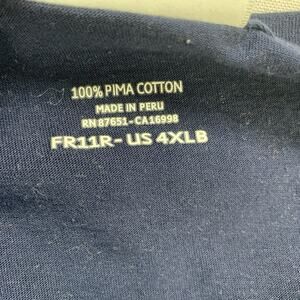 100% PIMA COTTON
MADE IN PERU
RN 87651-CA16998
FR11R- US 4XLB